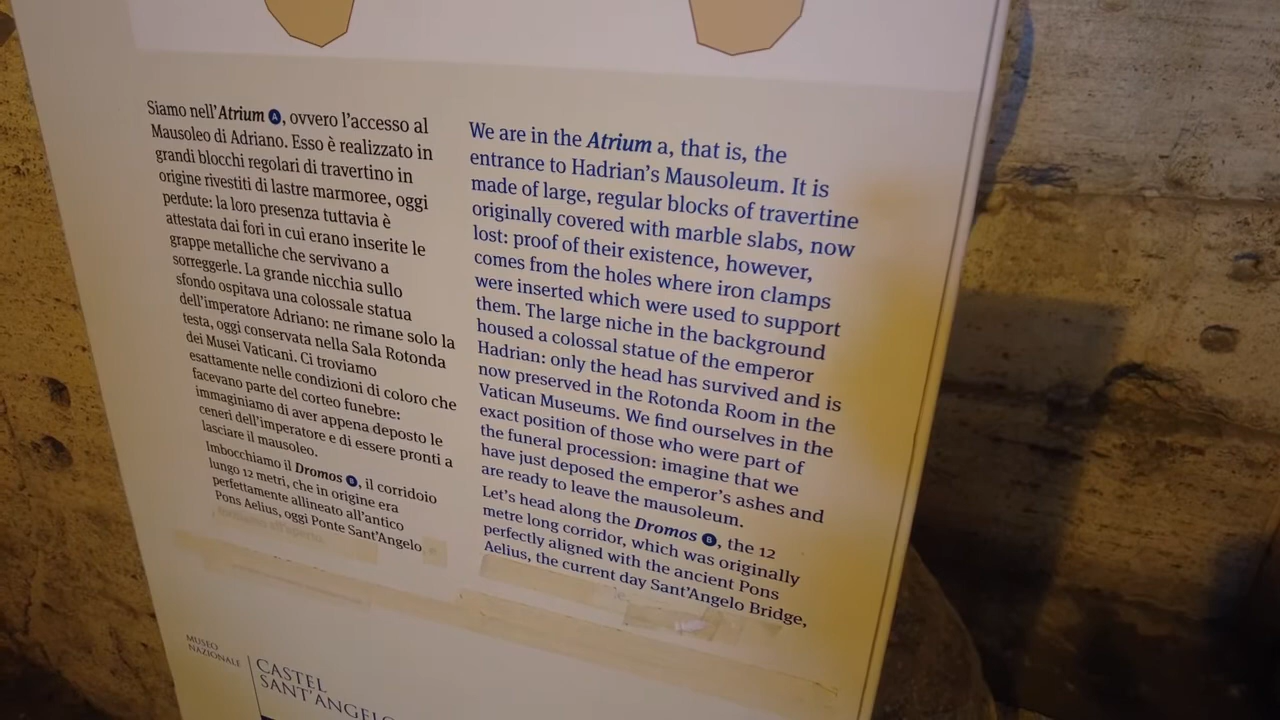 Siamo nell'Atrium A, ovvero l'accesso al
Mausoleo di Adriano. Esso è realizzato in
grandi blocchi regolari di travertino in
origine rivestiti di lastre marmoree, oggi
perdute: la loro presenza tuttavia è
attestata dai fori in cui erano inserite le
grappe metalliche che servivano a
sorreggerle. La grande nicchia sullo
sfondo ospitava una colossale statua
dell'imperatore Adriano: ne rimane solo la
testa, oggi conservata nella Sala Rotonda
dei Musei Vaticani. Ci troviamo
esattamente nelle condizioni di coloro che
facevano parte del corteo funebre:
immaginiamo di aver appena deposto le
ceneri dell'imperatore e di essere pronti a
lasciare il mausoleo.
Imbocchiamo il Dromos B, il corridoio
lungo 12 metri, che in origine era
perfettamente allineato all'antico
Pons Aelius, oggi Ponte Sant'Angelo
We are in the Atrium a, that is, the
entrance to Hadrian's Mausoleum. It is
made of large, regular blocks of travertine
originally covered with marble slabs, now
lost: proof of their existence, however,
comes from the holes where iron clamps
were inserted which were used to support
them. The large niche in the background
housed a colossal statue of the emperor
Hadrian: only the head has survived and is
now preserved in the Rotonda Room in the
Vatican Museums. We find ourselves in the
exact position of those who were part of
the funeral procession: imagine that we
have just deposed the emperor's ashes and
are ready to leave the mausoleum.
Let's head along the Dromos B, the 12
metre long corridor, which was originally
perfectly aligned with the ancient Pons
Aelius, the current day Sant'Angelo Bridge,
MUSEO
NAZIONALE
CASTEL
SANT'ANGELO